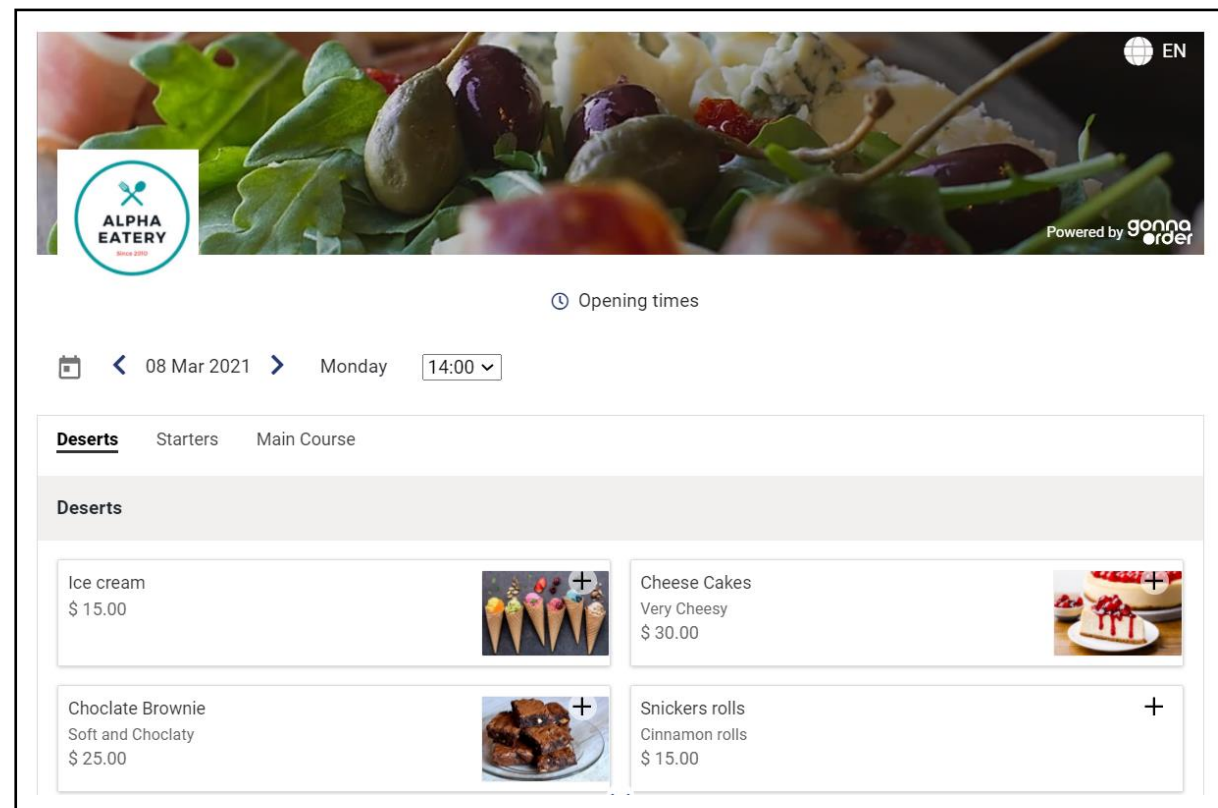 EN
ALPHA
EATERY
Since 2010
Powered by gonna
order
Opening times
08 Mar 2021 Monday 14:00
Deserts Starters Main Course
Deserts
Ice cream
$ 15.00
Cheese Cakes
Very Cheesy
$ 30.00
Choclate Brownie
Soft and Choclaty
$ 25.00
Snickers rolls
Cinnamon rolls
$ 15.00